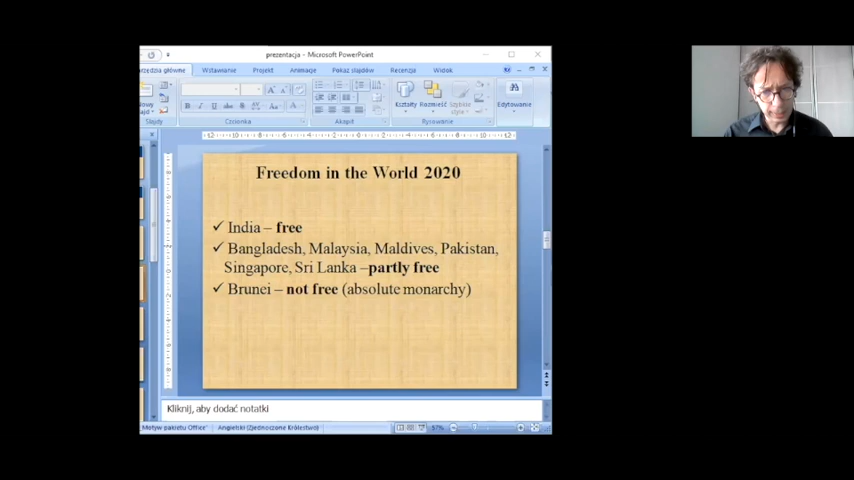 prezentacja - Microsoft PowerPoint
Wstawianie Projekt Animacje Pokaz slajdów Recenzja Widok
Kształty Rozmieść Szybkie style Edytowanie
Slajdy Czcionka Akapit Rysowanie
Freedom in the World 2020
✓ India – free
✓ Bangladesh, Malaysia, Maldives, Pakistan,
Singapore, Sri Lanka –partly free
✓ Brunei – not free (absolute monarchy)
Kliknij, aby dodać notatki
Motyw pakietu Office" Angielski (Zjednoczone Królestwo) 57%